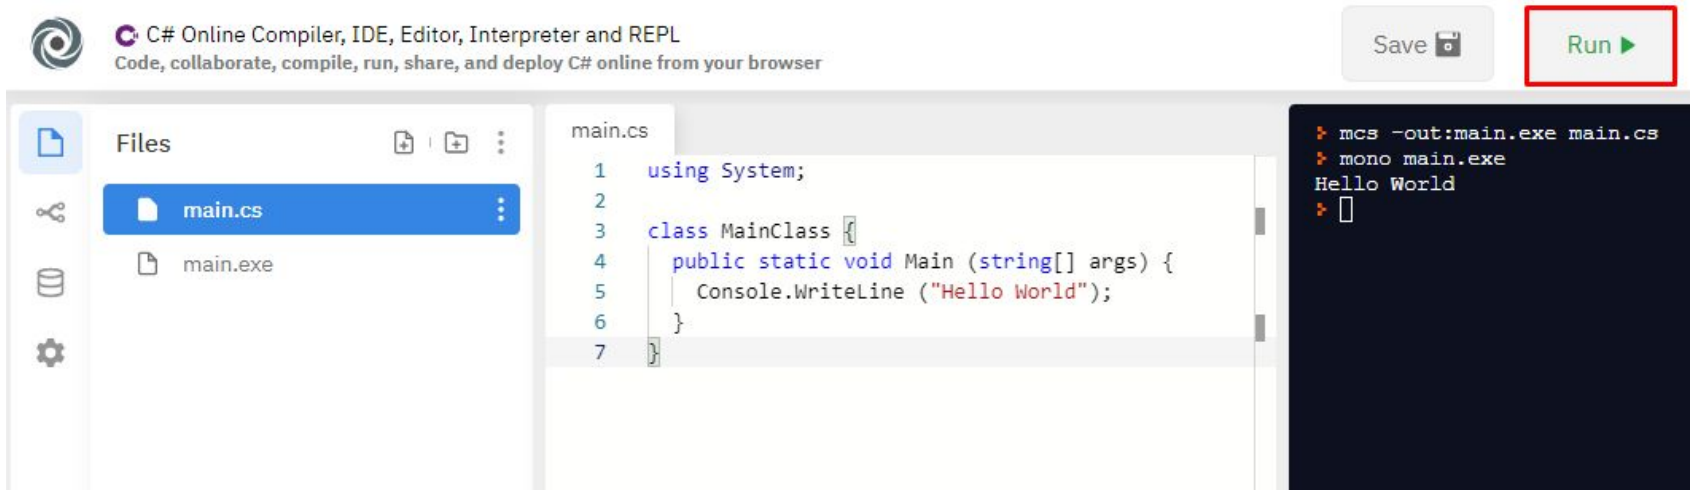 C# Online Compiler, IDE, Editor, Interpreter and REPL
Code, collaborate, compile, run, share, and deploy C# online from your browser
Save
Run
Files
main.cs
main.exe
main.cs
1 using System;
2
3 class MainClass {
4 public static void Main (string[] args) {
5 Console.WriteLine ("Hello World");
6 }
7 }
mcs -out:main.exe main.cs
mono main.exe
Hello World